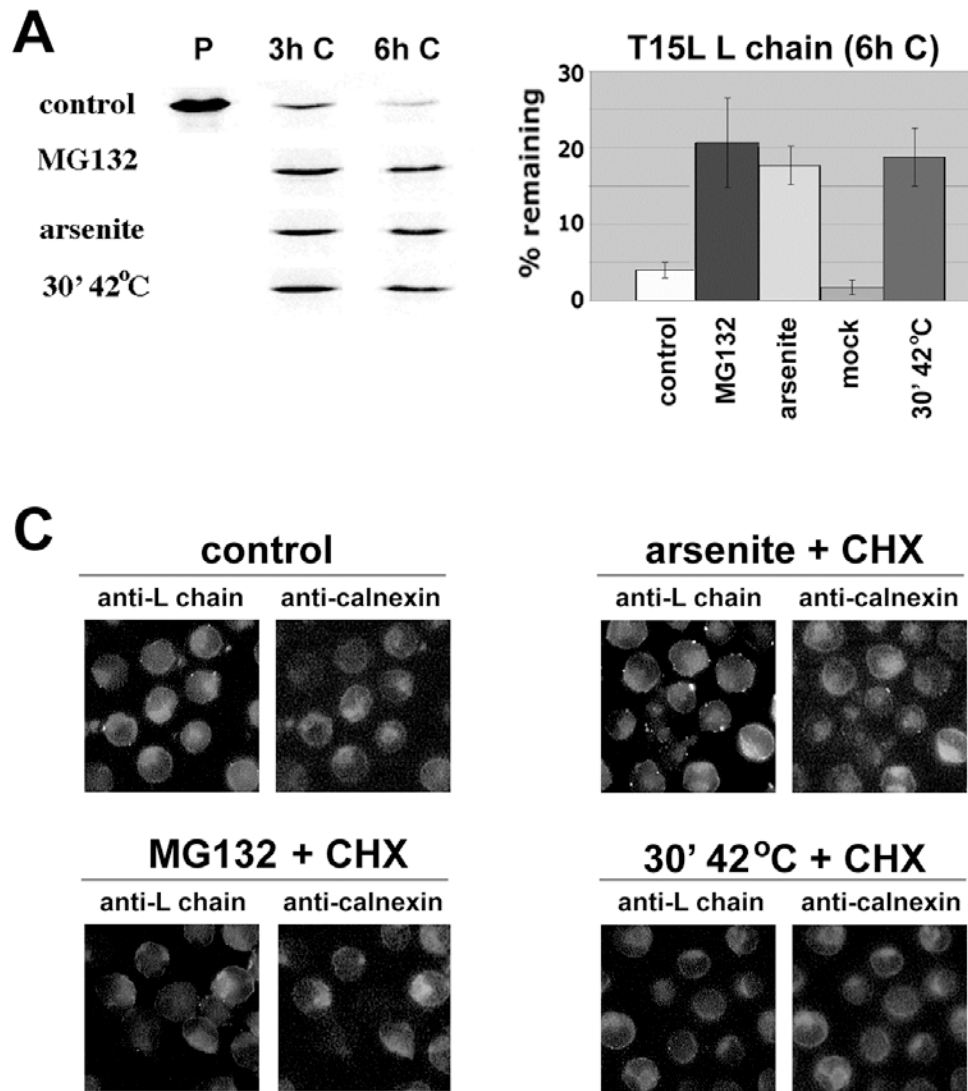 A
P 3h C 6h C
control
MG132
arsenite
30' 42°C
T15L L chain (6h C)
% remaining
30
20
10
0
control
MG132
arsenite
mock
30' 42°C
C
control
anti-L chain anti-calnexin
arsenite + CHX
anti-L chain anti-calnexin
MG132 + CHX
anti-L chain anti-calnexin
30' 42°C + CHX
anti-L chain anti-calnexin